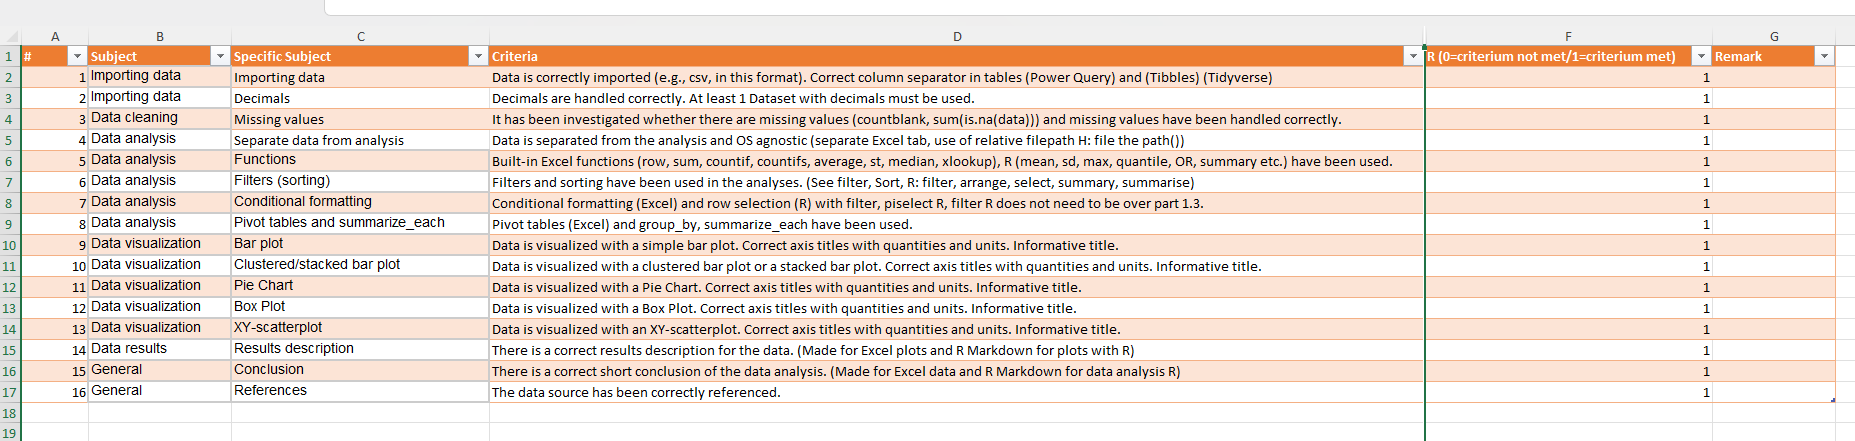 A B C D F G
1 # Subject Specific Subject Criteria R (0=criterium not met/1=criterium met) Remark
2 1 Importing data Importing data Data is correctly imported (e.g., csv, in this format). Correct column separator in tables (Power Query) and (Tibbles) (Tidyverse) 1
3 2 Importing data Decimals Decimals are handled correctly. At least 1 Dataset with decimals must be used. 1
4 3 Data cleaning Missing values It has been investigated whether there are missing values (countblank, sum(is.na(data))) and missing values have been handled correctly. 1
5 4 Data analysis Separate data from analysis Data is separated from the analysis and OS agnostic (separate Excel tab, use of relative filepath H: file the path()) 1
6 5 Data analysis Functions Built-in Excel functions (row, sum, countif, countifs, average, st, median, xlookup), R (mean, sd, max, quantile, OR, summary etc.) have been used. 1
7 6 Data analysis Filters (sorting) Filters and sorting have been used in the analyses. (See filter, Sort, R: filter, arrange, select, summary, summarise) 1
8 7 Data analysis Conditional formatting Conditional formatting (Excel) and row selection (R) with filter, piselect R, filter R does not need to be over part 1.3. 1
9 8 Data analysis Pivot tables and summarize_each Pivot tables (Excel) and group_by, summarize_each have been used. 1
10 9 Data visualization Bar plot Data is visualized with a simple bar plot. Correct axis titles with quantities and units. Informative title. 1
11 10 Data visualization Clustered/stacked bar plot Data is visualized with a clustered bar plot or a stacked bar plot. Correct axis titles with quantities and units. Informative title. 1
12 11 Data visualization Pie Chart Data is visualized with a Pie Chart. Correct axis titles with quantities and units. Informative title. 1
13 12 Data visualization Box Plot Data is visualized with a Box Plot. Correct axis titles with quantities and units. Informative title. 1
14 13 Data visualization XY-scatterplot Data is visualized with an XY-scatterplot. Correct axis titles with quantities and units. Informative title. 1
15 14 Data results Results description There is a correct results description for the data. (Made for Excel plots and R Markdown for plots with R) 1
16 15 General Conclusion There is a correct short conclusion of the data analysis. (Made for Excel data and R Markdown for data analysis R) 1
17 16 General References The data source has been correctly referenced. 1
18
19